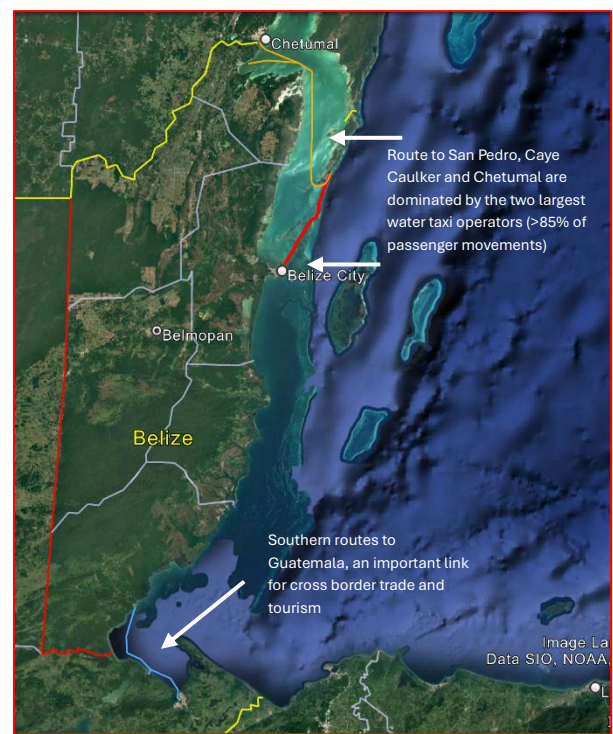 Chetumal
Route to San Pedro, Caye
Caulker and Chetumal are
dominated by the two largest
water taxi operators (>85% of
passenger movements)
Belize City
Belmopan
Belize
Southern routes to
Guatemala, an important link
for cross border trade and
tourism
Image La
Data SIO, NOAA,
L